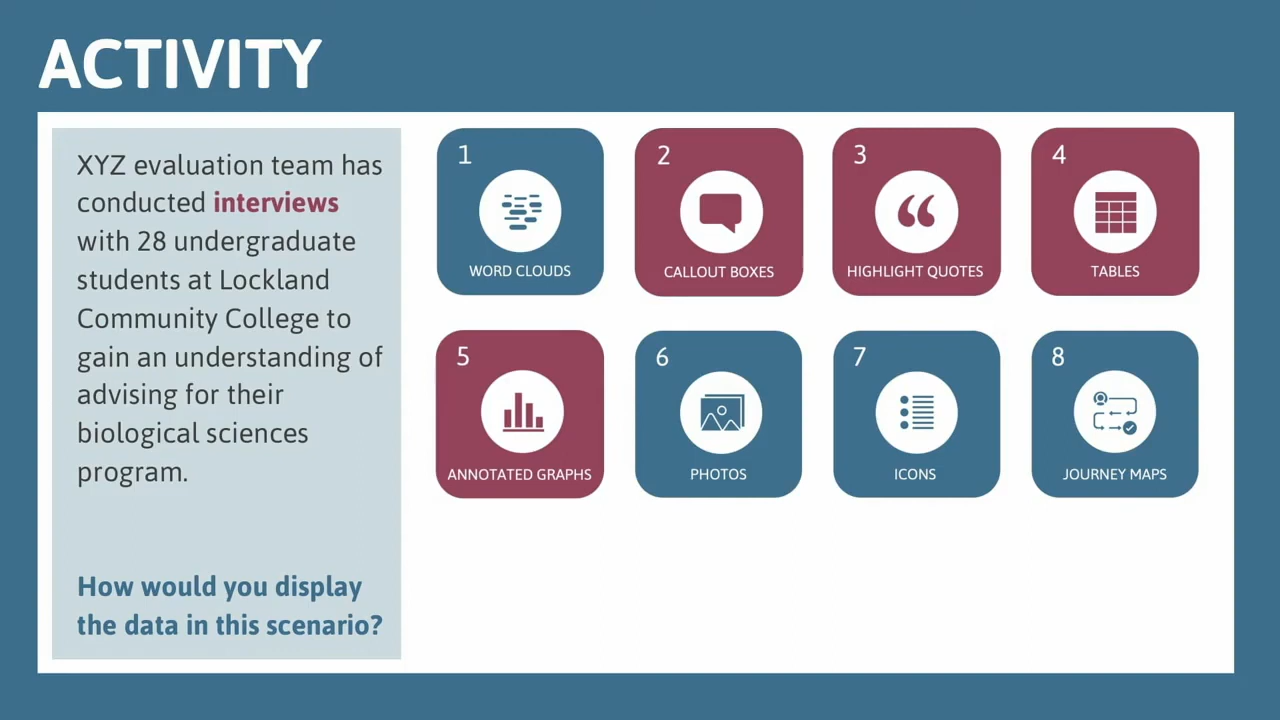 ACTIVITY
XYZ evaluation team has
conducted interviews
with 28 undergraduate
students at Lockland
Community College to
gain an understanding of
advising for their
biological sciences
program.
How would you display
the data in this scenario?
1
WORD CLOUDS
2
CALLOUT BOXES
3
HIGHLIGHT QUOTES
4
TABLES
5
ANNOTATED GRAPHS
6
PHOTOS
7
ICONS
8
JOURNEY MAPS